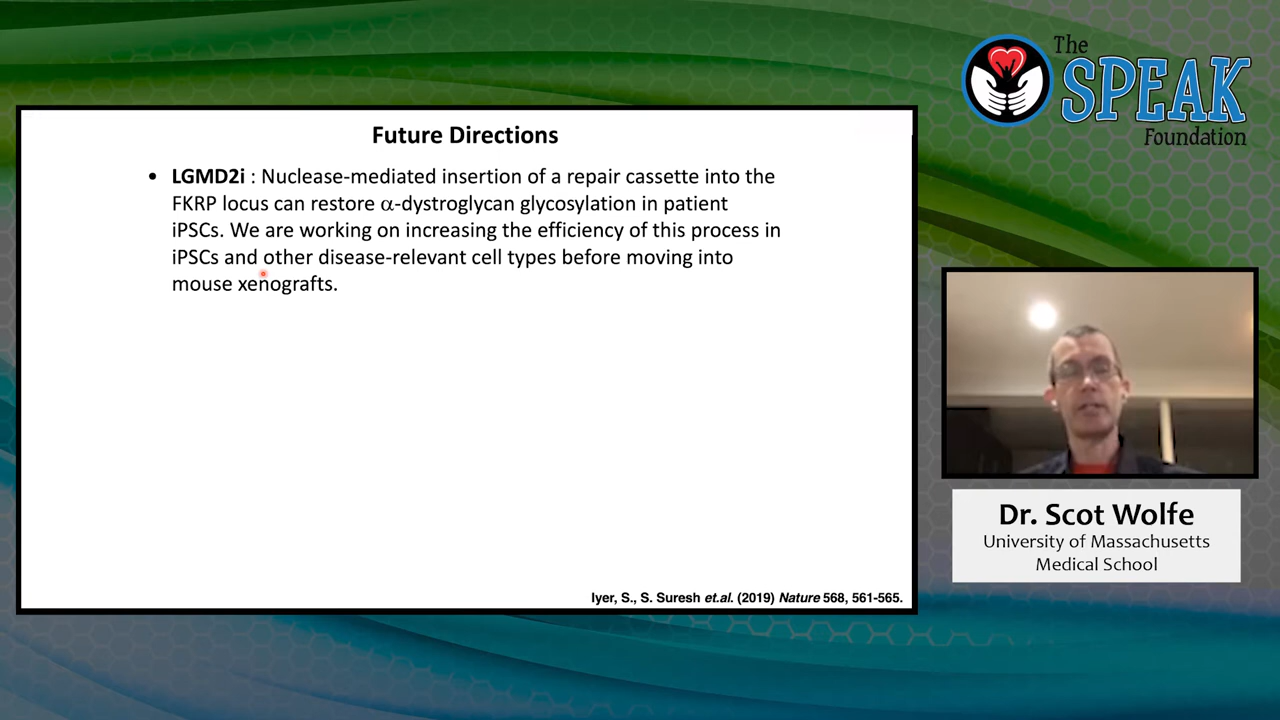 The
SPEAK
Foundation
Future Directions
• LGMD2i : Nuclease-mediated insertion of a repair cassette into the
FKRP locus can restore α-dystroglycan glycosylation in patient
iPSCs. We are working on increasing the efficiency of this process in
iPSCs and other disease-relevant cell types before moving into
mouse xenografts.
Iyer, S., S. Suresh et.al. (2019) Nature 568, 561-565.
Dr. Scot Wolfe
University of Massachusetts
Medical School